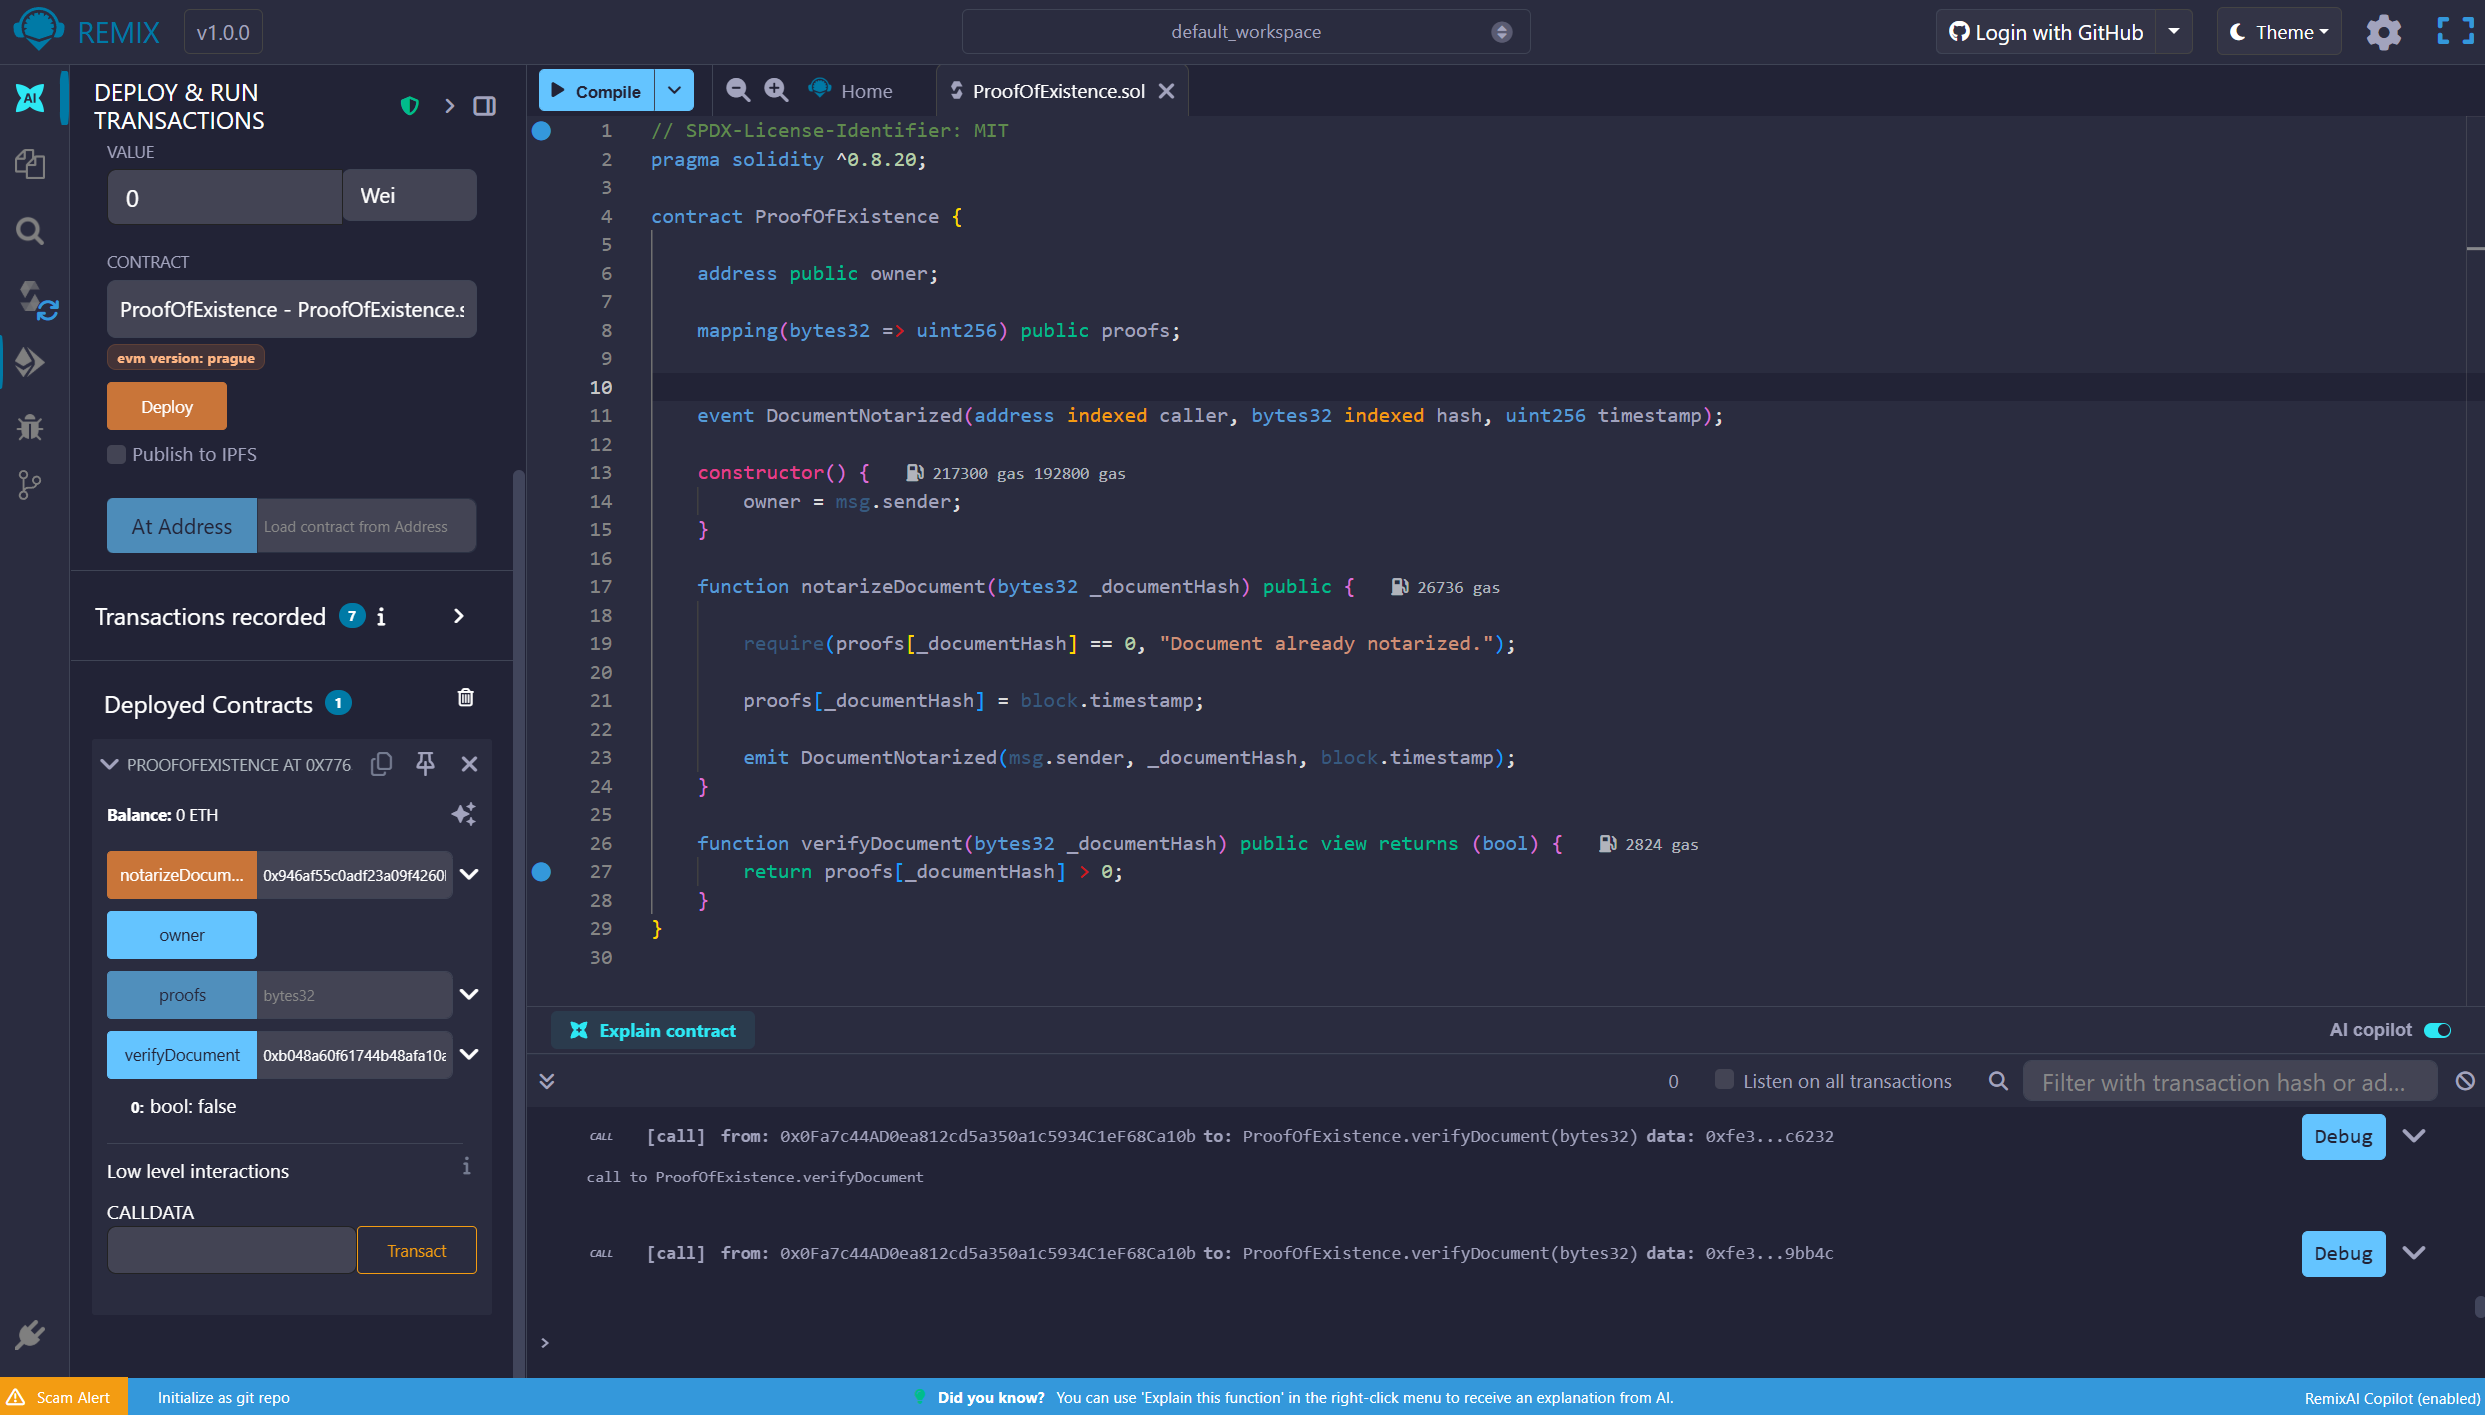 REMIX
v1.0.0
default_workspace
Login with GitHub
Theme
AI
DEPLOY & RUN
TRANSACTIONS
VALUE
0
Wei
CONTRACT
ProofOfExistence - ProofOfExistence.s
evm version: prague
Deploy
Publish to IPFS
At Address
Load contract from Address
Transactions recorded 7 i
Deployed Contracts 1
PROOFOFEXISTENCE AT 0X776
Balance: 0 ETH
notarizeDocum...
0x946af55c0adf23a09f4260
owner
proofs
bytes32
verifyDocument
0xb048a60f61744b48afa10a
0: bool: false
Low level interactions
i
CALLDATA
Transact
Compile
Home
ProofOfExistence.sol
1 // SPDX-License-Identifier: MIT
2 pragma solidity ^0.8.20;
3
4 contract ProofOfExistence {
5
6 address public owner;
7
8 mapping(bytes32 => uint256) public proofs;
9
10
11 event DocumentNotarized(address indexed caller, bytes32 indexed hash, uint256 timestamp);
12
13 constructor() { 217300 gas 192800 gas
14 owner = msg.sender;
15 }
16
17 function notarizeDocument(bytes32 _documentHash) public { 26736 gas
18
19 require(proofs[_documentHash] == 0, "Document already notarized.");
20
21 proofs[_documentHash] = block.timestamp;
22
23 emit DocumentNotarized(msg.sender, _documentHash, block.timestamp);
24 }
25
26 function verifyDocument(bytes32 _documentHash) public view returns (bool) { 2824 gas
27 return proofs[_documentHash] > 0;
28 }
29 }
30
Explain contract
AI copilot
0
Listen on all transactions
Filter with transaction hash or ad...
CALL [call] from: 0x0Fa7c44AD0ea812cd5a350a1c5934C1eF68Ca10b to: ProofOfExistence.verifyDocument(bytes32) data: 0xfe3...c6232
Debug
call to ProofOfExistence.verifyDocument
CALL [call] from: 0x0Fa7c44AD0ea812cd5a350a1c5934C1eF68Ca10b to: ProofOfExistence.verifyDocument(bytes32) data: 0xfe3...9bb4c
Debug
>
Scam Alert
Initialize as git repo
Did you know? You can use 'Explain this function' in the right-click menu to receive an explanation from AI.
RemixAI Copilot (enabled)